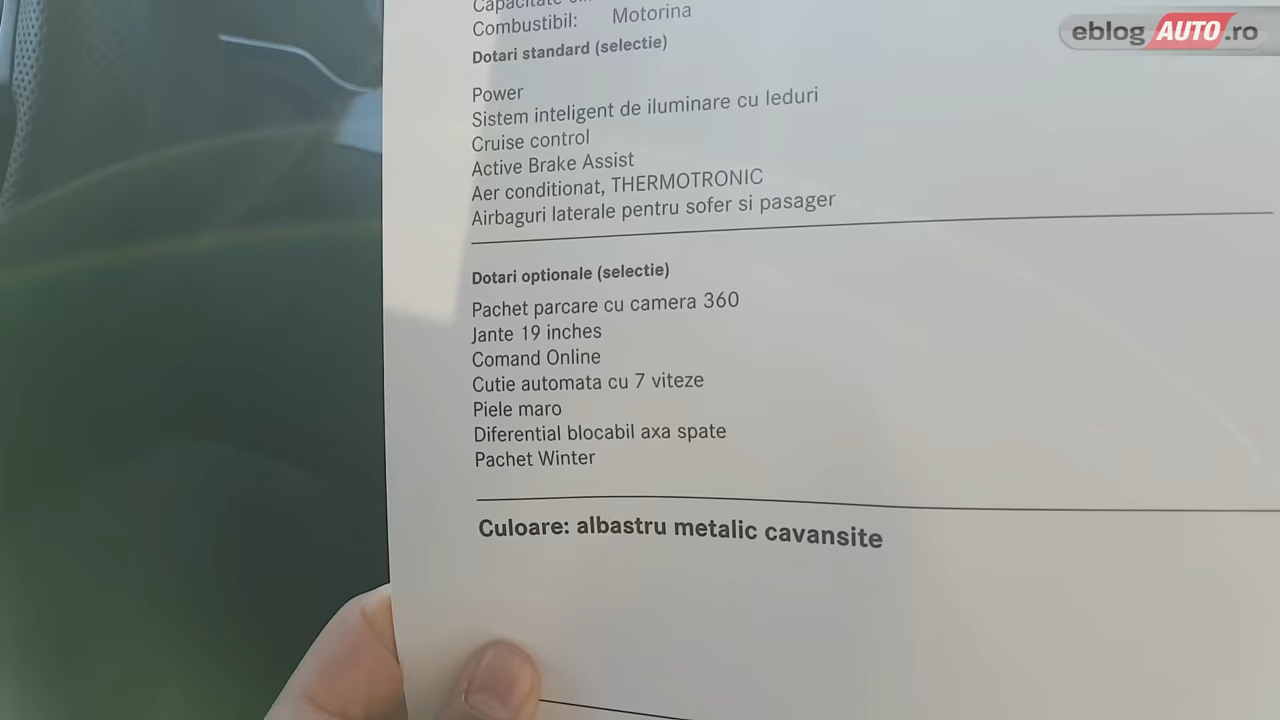 Capacitate
Combustibil: Motorina
Dotari standard (selectie)
Power
Sistem inteligent de iluminare cu leduri
Cruise control
Active Brake Assist
Aer conditionat, THERMOTRONIC
Airbaguri laterale pentru sofer si pasager
Dotari optionale (selectie)
Pachet parcare cu camera 360
Jante 19 inches
Comand Online
Cutie automata cu 7 viteze
Piele maro
Diferential blocabil axa spate
Pachet Winter
Culoare: albastru metalic cavansite
eblog AUTO.ro